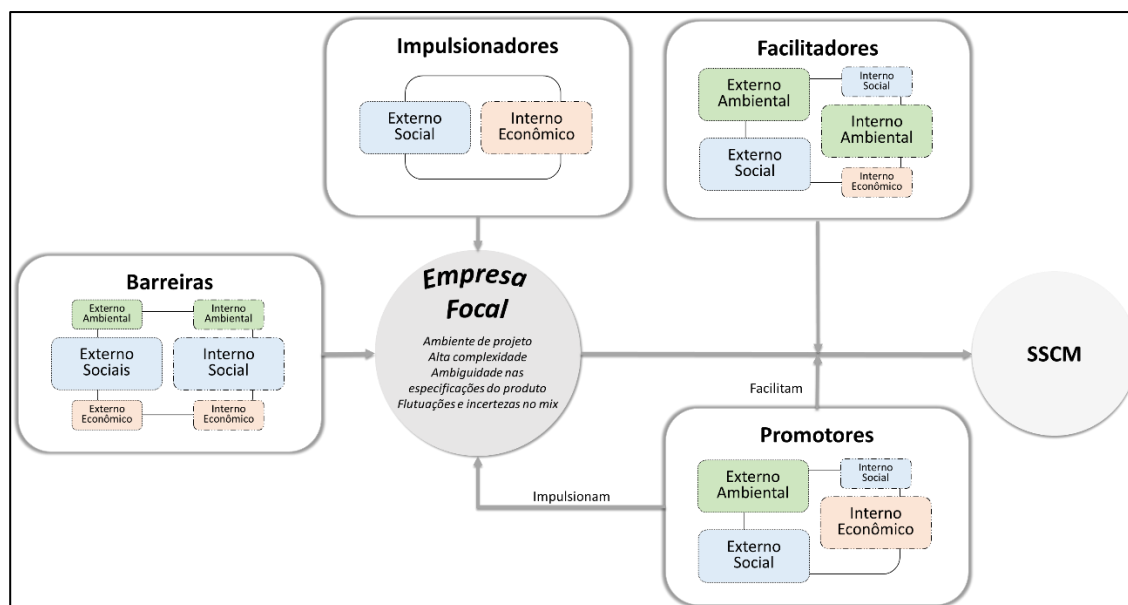 Impulsionadores
Externo
Social
Interno
Econômico
Facilitadores
Externo
Ambiental
Interno
Social
Interno
Ambiental
Externo
Social
Interno
Econômico
Barreiras
Externo
Ambiental
Interno
Ambiental
Externo
Sociais
Interno
Social
Externo
Econômico
Interno
Econômico
Empresa
Focal
Ambiente de projeto
Alta complexidade
Ambiguidade nas
especificações do produto
Flutuações e incertezas no mix
SSCM
Facilitam
Impulsionam
Promotores
Externo
Ambiental
Interno
Social
Interno
Econômico
Externo
Social